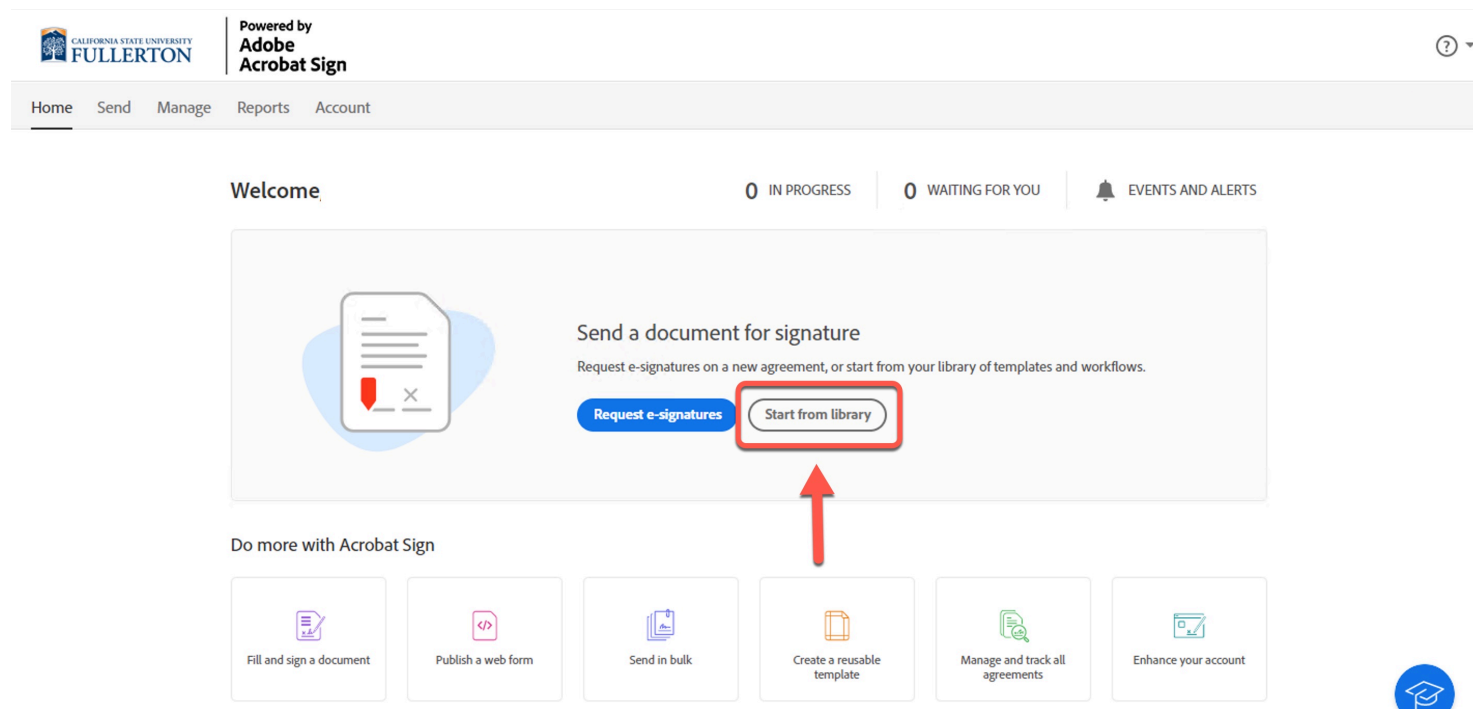 CALIFORNIA STATE UNIVERSITY
FULLERTON
Powered by
Adobe
Acrobat Sign
Home Send Manage Reports Account
Welcome
0 IN PROGRESS 0 WAITING FOR YOU EVENTS AND ALERTS
Send a document for signature
Request e-signatures on a new agreement, or start from your library of templates and workflows.
Request e-signatures Start from library
Do more with Acrobat Sign
Fill and sign a document
Publish a web form
Send in bulk
Create a reusable
template
Manage and track all
agreements
Enhance your account